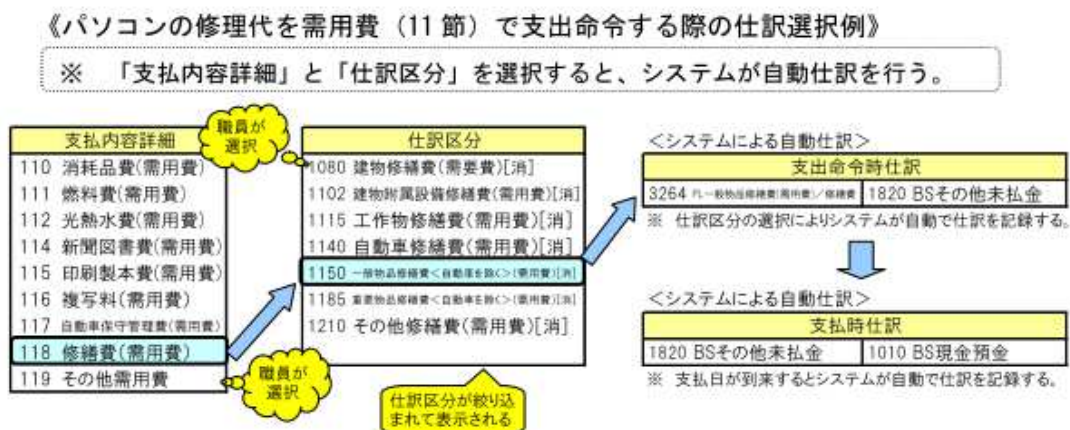 《パソコンの修理代を需用費（11 節）で支出命令する際の仕訳選択例》
※ 「支払内容詳細」と「仕訳区分」を選択すると、システムが自動仕訳を行う。
支払内容詳細
110 消耗品費(需用費)
111 燃料費(需用費)
112 光熱水費(需用費)
114 新聞図書費(需用費)
115 印刷製本費(需用費)
116 複写料(需用費)
117 自動車保守管理費(需用費)
118 修繕費(需用費)
119 その他需用費
職員が
選択
職員が
選択
仕訳区分
1080 建物修繕費(需要費)[消]
1102 建物附属設備修繕費(需用費)[消]
1115 工作物修繕費(需用費)[消]
1140 自動車修繕費(需用費)[消]
1150 一般物品修繕費<自動車を除く>(需用費)[消]
1185 重要物品修繕費<自動車を除く>(需用費)[消]
1210 その他修繕費(需用費)[消]
仕訳区分が絞り込
まれて表示される
＜システムによる自動仕訳＞
支出命令時仕訳
3264 PL一般物品修繕費(需用費)／修繕費
1820 BSその他未払金
※ 仕訳区分の選択によりシステムが自動で仕訳を記録する。
＜システムによる自動仕訳＞
支払時仕訳
1820 BSその他未払金
1010 BS現金預金
※ 支払日が到来するとシステムが自動で仕訳を記録する。